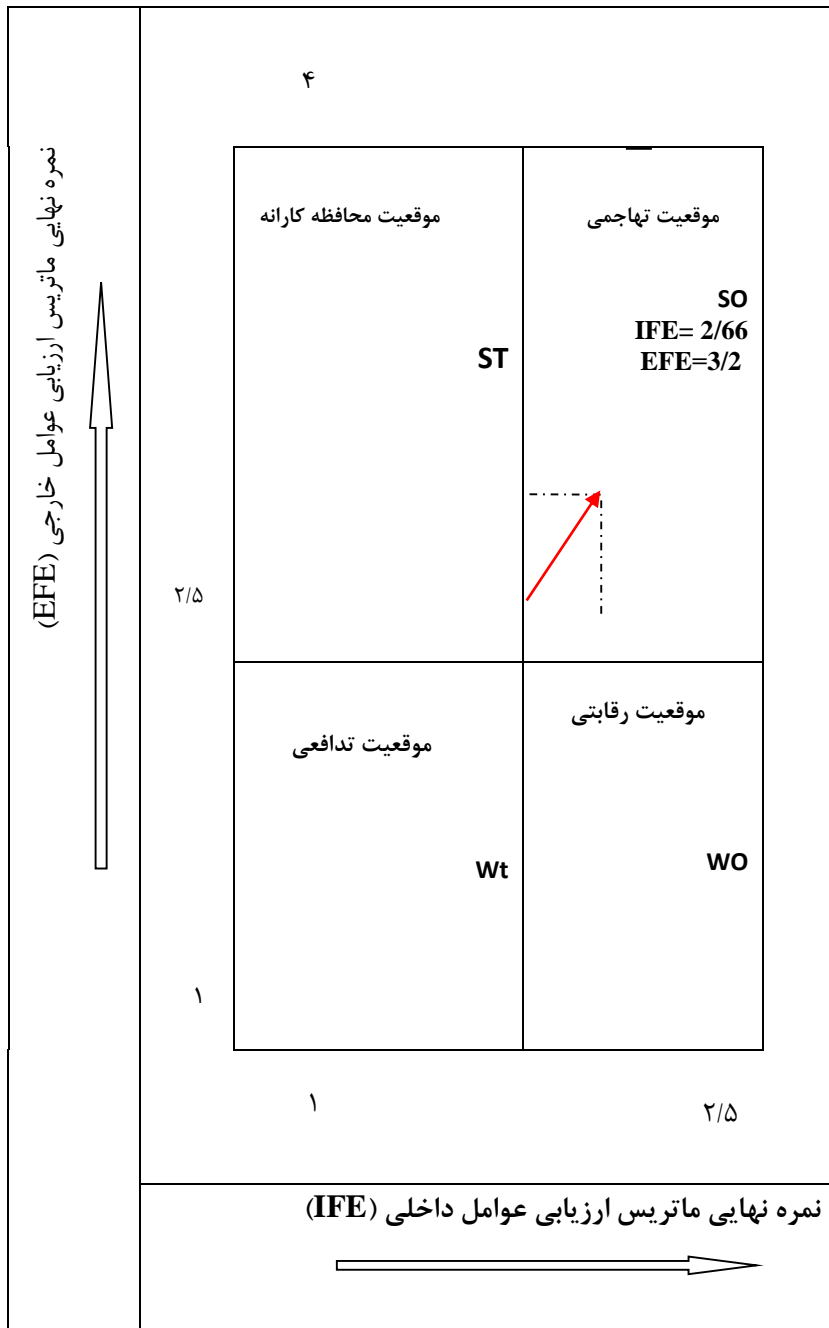 ۴
نمره نهایی ماتریس ارزیابی عوامل خارجی (EFE)
موقعیت محافظه کارانه
ST
موقعیت تهاجمی
SO
IFE= 2/66
EFE=3/2
۲/۵
موقعیت تدافعی
Wt
موقعیت رقابتی
WO
۱
۱
۲/۵
نمره نهایی ماتریس ارزیابی عوامل داخلی (IFE)